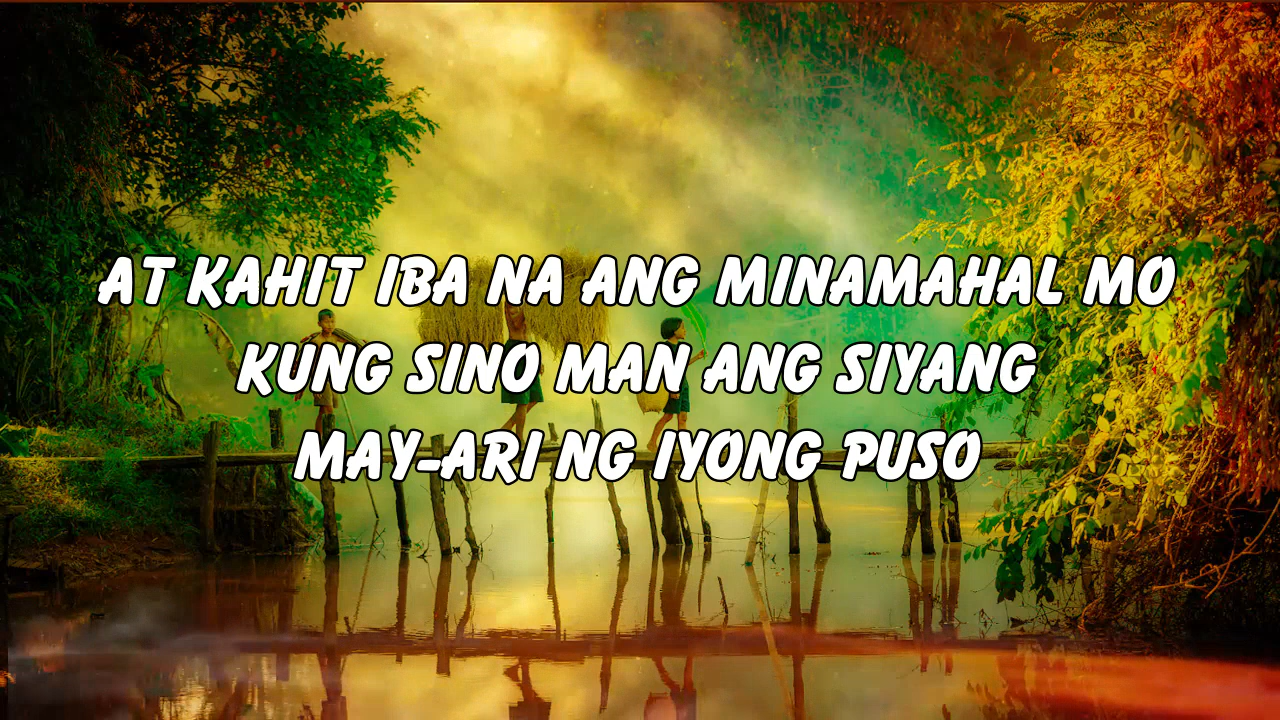 AT KAHIT IBA NA ANG MINAMAHAL MO
KUNG SINO MAN ANG SIYANG
MAY-ARI NG IYONG PUSO